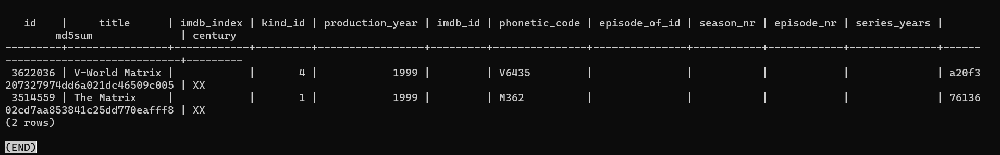 id    |     title      | imdb_index | kind_id | production_year | imdb_id | phonetic_code | episode_of_id | season_nr | episode_nr | series_years |
        md5sum              | century
---------+----------------+------------+---------+-----------------+---------+---------------+---------------+-----------+------------+--------------+------
----------------------------+---------
 3622036 | V-World Matrix |            |       4 |            1999 |         | V6435         |               |           |            |              | a20f3
207327974dd6a021dc46509c005 | XX
 3514559 | The Matrix     |            |       1 |            1999 |         | M362          |               |           |            |              | 76136
02cd7aa853841c25dd770eafff8 | XX
(2 rows)

(END)